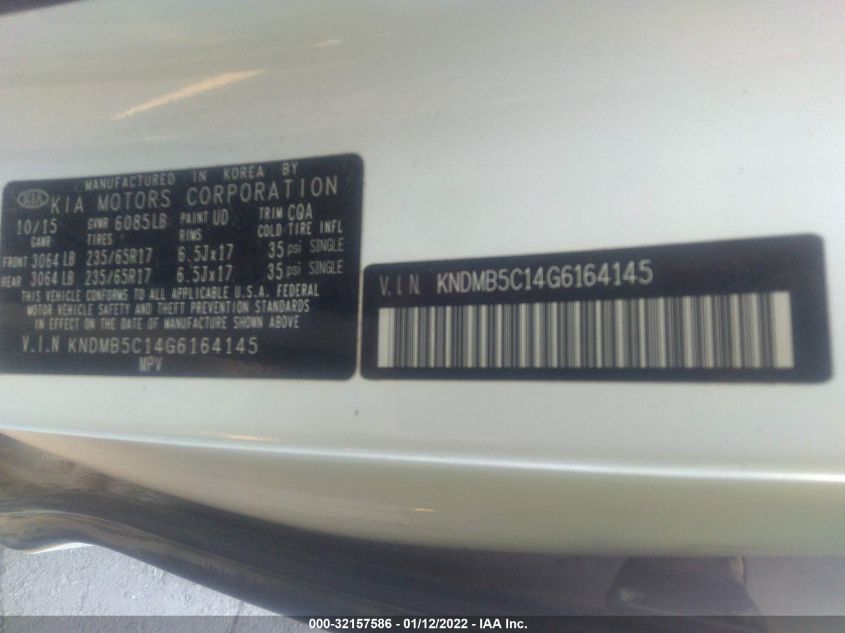 KIA
MANUFACTURED IN KOREA BY
KIA MOTORS CORPORATION
10/15 GVWR 6085LB PAINT UD TRIM CQA
GAWR TIRES RIMS COLD TIRE INFL
FRONT 3064 LB 235/65R17 6.5Jx17 35 psi SINGLE
REAR 3064 LB 235/65R17 6.5Jx17 35 psi SINGLE
THIS VEHICLE CONFORMS TO ALL APPLICABLE U.S.A. FEDERAL
MOTOR VEHICLE SAFETY AND THEFT PREVENTION STANDARDS
IN EFFECT ON THE DATE OF MANUFACTURE SHOWN ABOVE
V.I.N KNDMB5C14G6164145
MPV
V.I.N. KNDMB5C14G6164145
000-32157586 - 01/12/2022 - IAA Inc.